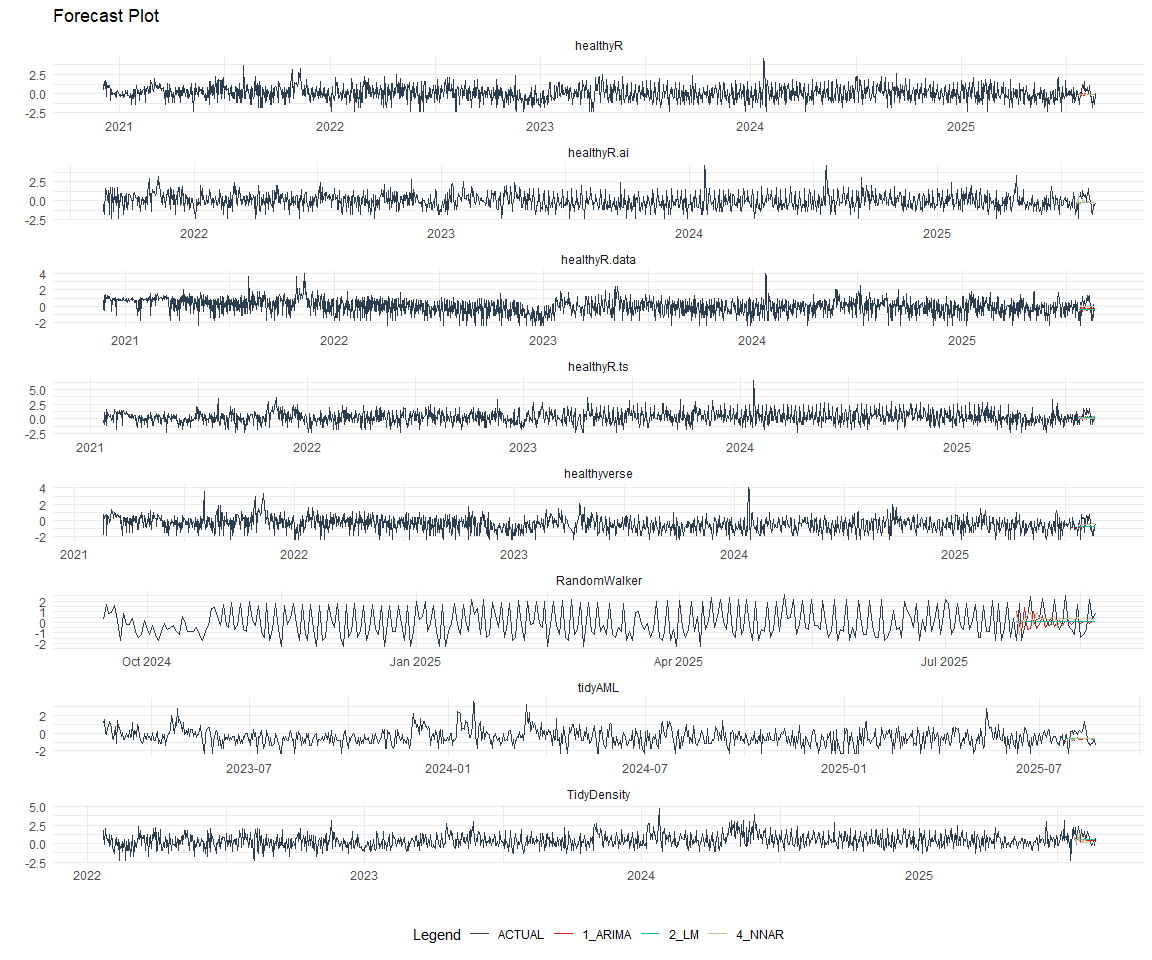 Forecast Plot
healthyR
2.5
0.0
-2.5
2021 2022 2023 2024 2025
healthyR.ai
2.5
0.0
-2.5
2022 2023 2024 2025
healthyR.data
4
2
0
-2
2021 2022 2023 2024 2025
healthyR.ts
5.0
2.5
0.0
-2.5
2021 2022 2023 2024 2025
healthyverse
4
2
0
-2
2021 2022 2023 2024 2025
RandomWalker
2
1
0
-1
-2
Oct 2024 Jan 2025 Apr 2025 Jul 2025
tidyAML
2
0
-2
2023-07 2024-01 2024-07 2025-01 2025-07
TidyDensity
5.0
2.5
0.0
-2.5
2022 2023 2024 2025
Legend ACTUAL 1_ARIMA 2_LM 4_NNAR